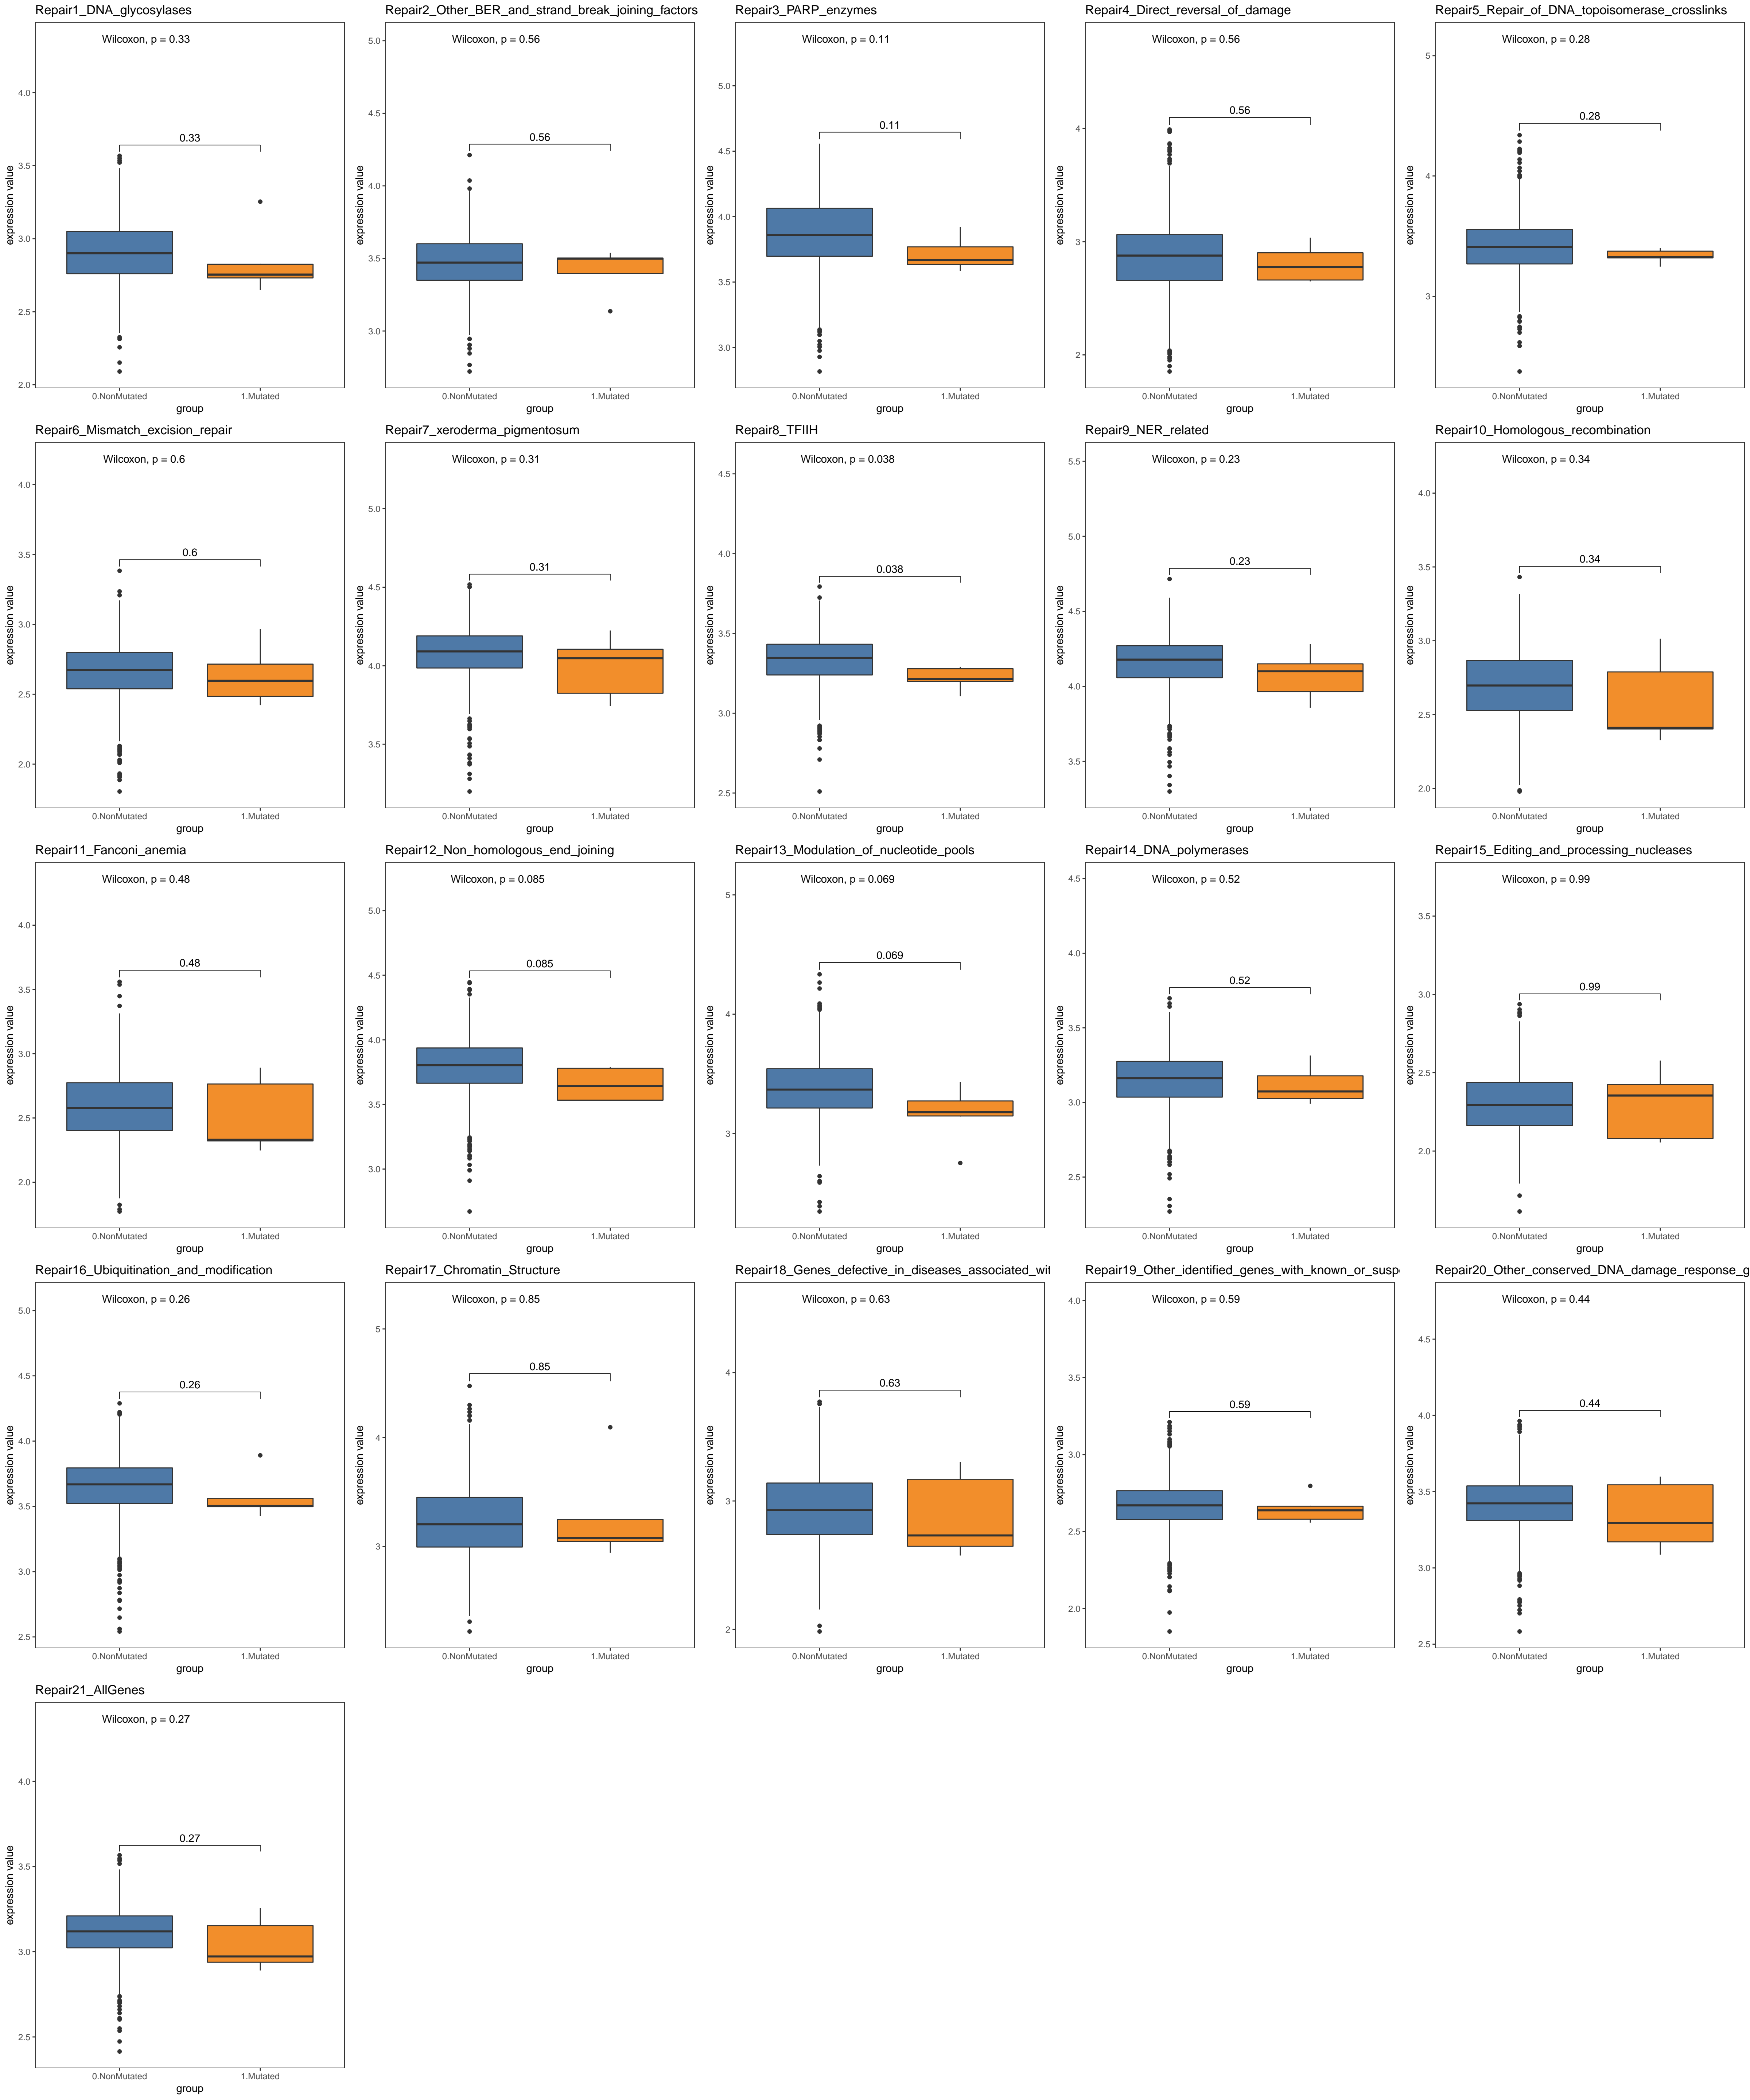 Repair1_DNA_glycosylases
Wilcoxon, p = 0.33
0.33
expression value
4.0
3.5
3.0
2.5
2.0
0.NonMutated 1.Mutated
group
Repair2_Other_BER_and_strand_break_joining_factors
Wilcoxon, p = 0.56
0.56
expression value
5.0
4.5
4.0
3.5
3.0
0.NonMutated 1.Mutated
group
Repair3_PARP_enzymes
Wilcoxon, p = 0.11
0.11
expression value
5.0
4.5
4.0
3.5
3.0
0.NonMutated 1.Mutated
group
Repair4_Direct_reversal_of_damage
Wilcoxon, p = 0.56
0.56
expression value
4
3
2
0.NonMutated 1.Mutated
group
Repair5_Repair_of_DNA_topoisomerase_crosslinks
Wilcoxon, p = 0.28
0.28
expression value
5
4
3
0.NonMutated 1.Mutated
group
Repair6_Mismatch_excision_repair
Wilcoxon, p = 0.6
0.6
expression value
4.0
3.5
3.0
2.5
2.0
0.NonMutated 1.Mutated
group
Repair7_xeroderma_pigmentosum
Wilcoxon, p = 0.31
0.31
expression value
5.0
4.5
4.0
3.5
0.NonMutated 1.Mutated
group
Repair8_TFIIH
Wilcoxon, p = 0.038
0.038
expression value
4.5
4.0
3.5
3.0
2.5
0.NonMutated 1.Mutated
group
Repair9_NER_related
Wilcoxon, p = 0.23
0.23
expression value
5.5
5.0
4.5
4.0
3.5
0.NonMutated 1.Mutated
group
Repair10_Homologous_recombination
Wilcoxon, p = 0.34
0.34
expression value
4.0
3.5
3.0
2.5
2.0
0.NonMutated 1.Mutated
group
Repair11_Fanconi_anemia
Wilcoxon, p = 0.48
0.48
expression value
4.0
3.5
3.0
2.5
2.0
0.NonMutated 1.Mutated
group
Repair12_Non_homologous_end_joining
Wilcoxon, p = 0.085
0.085
expression value
5.0
4.5
4.0
3.5
3.0
0.NonMutated 1.Mutated
group
Repair13_Modulation_of_nucleotide_pools
Wilcoxon, p = 0.069
0.069
expression value
5
4
3
0.NonMutated 1.Mutated
group
Repair14_DNA_polymerases
Wilcoxon, p = 0.52
0.52
expression value
4.5
4.0
3.5
3.0
2.5
0.NonMutated 1.Mutated
group
Repair15_Editing_and_processing_nucleases
Wilcoxon, p = 0.99
0.99
expression value
3.5
3.0
2.5
2.0
0.NonMutated 1.Mutated
group
Repair16_Ubiquitination_and_modification
Wilcoxon, p = 0.26
0.26
expression value
5.0
4.5
4.0
3.5
3.0
2.5
0.NonMutated 1.Mutated
group
Repair17_Chromatin_Structure
Wilcoxon, p = 0.85
0.85
expression value
5
4
3
0.NonMutated 1.Mutated
group
Repair18_Genes_defective_in_diseases_associated_wit
Wilcoxon, p = 0.63
0.63
expression value
4
3
2
0.NonMutated 1.Mutated
group
Repair19_Other_identified_genes_with_known_or_susp
Wilcoxon, p = 0.59
0.59
expression value
4.0
3.5
3.0
2.5
2.0
0.NonMutated 1.Mutated
group
Repair20_Other_conserved_DNA_damage_response_g
Wilcoxon, p = 0.44
0.44
expression value
4.5
4.0
3.5
3.0
2.5
0.NonMutated 1.Mutated
group
Repair21_AllGenes
Wilcoxon, p = 0.27
0.27
expression value
4.0
3.5
3.0
2.5
0.NonMutated 1.Mutated
group